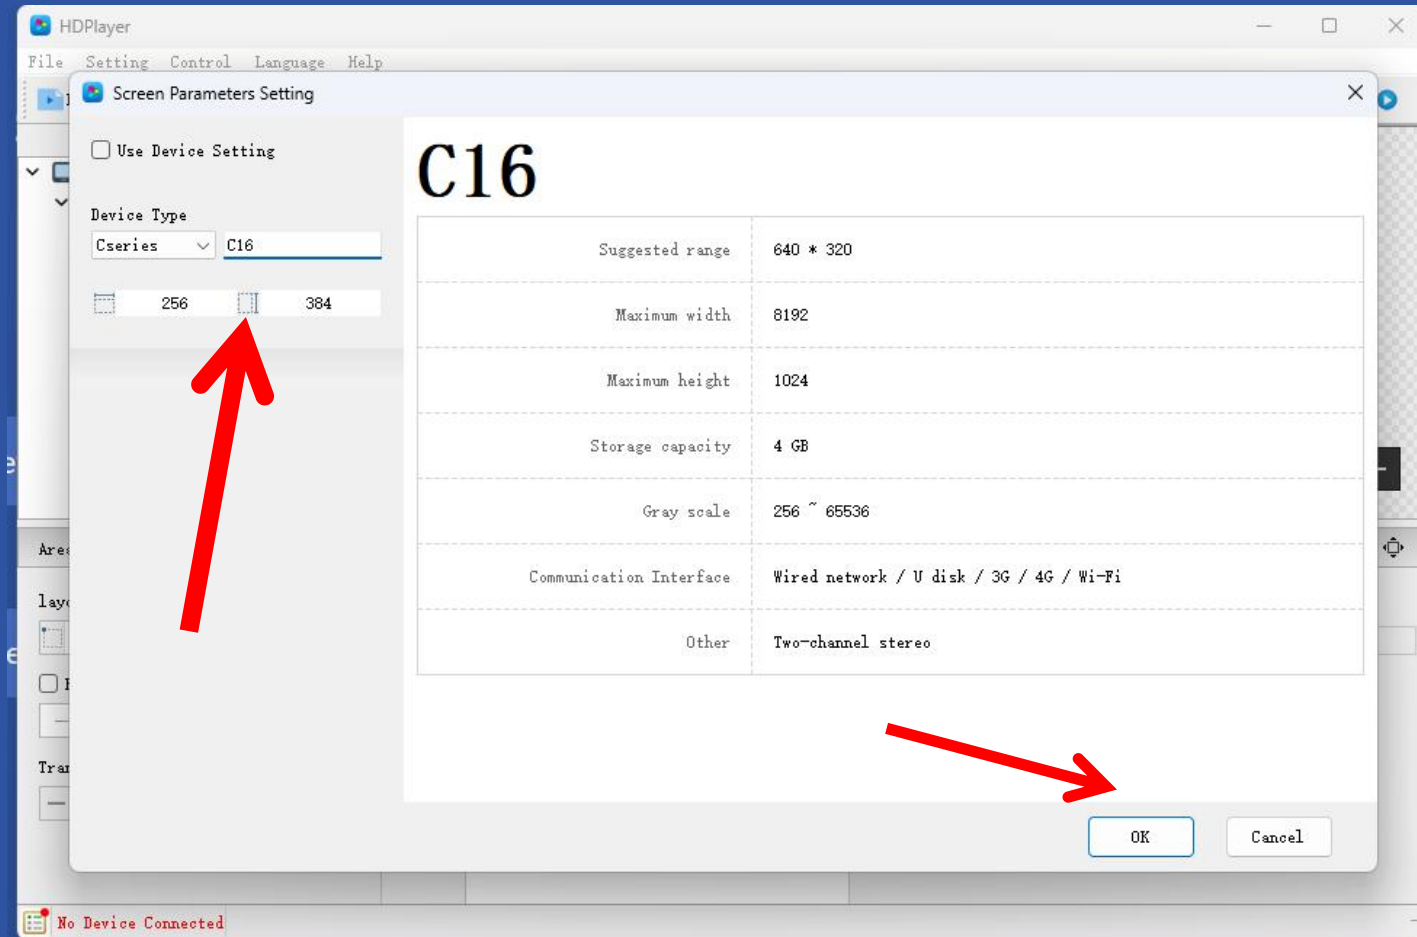 HDPlayer
File Setting Control Language Help
Screen Parameters Setting
Use Device Setting
Device Type
Cseries C16
256 384
C16
Suggested range 640 * 320
Maximum width 8192
Maximum height 1024
Storage capacity 4 GB
Gray scale 256 ~ 65536
Communication Interface Wired network / U disk / 3G / 4G / Wi-Fi
Other Two-channel stereo
OK Cancel
No Device Connected